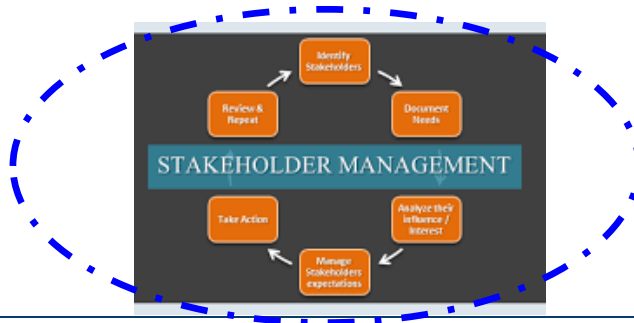 Identify
Stakeholders
Review &
Repeat
Document
Needs
STAKEHOLDER MANAGEMENT
Take Action
Analyze their
influence /
Interest
Manage
Stakeholders
expectations